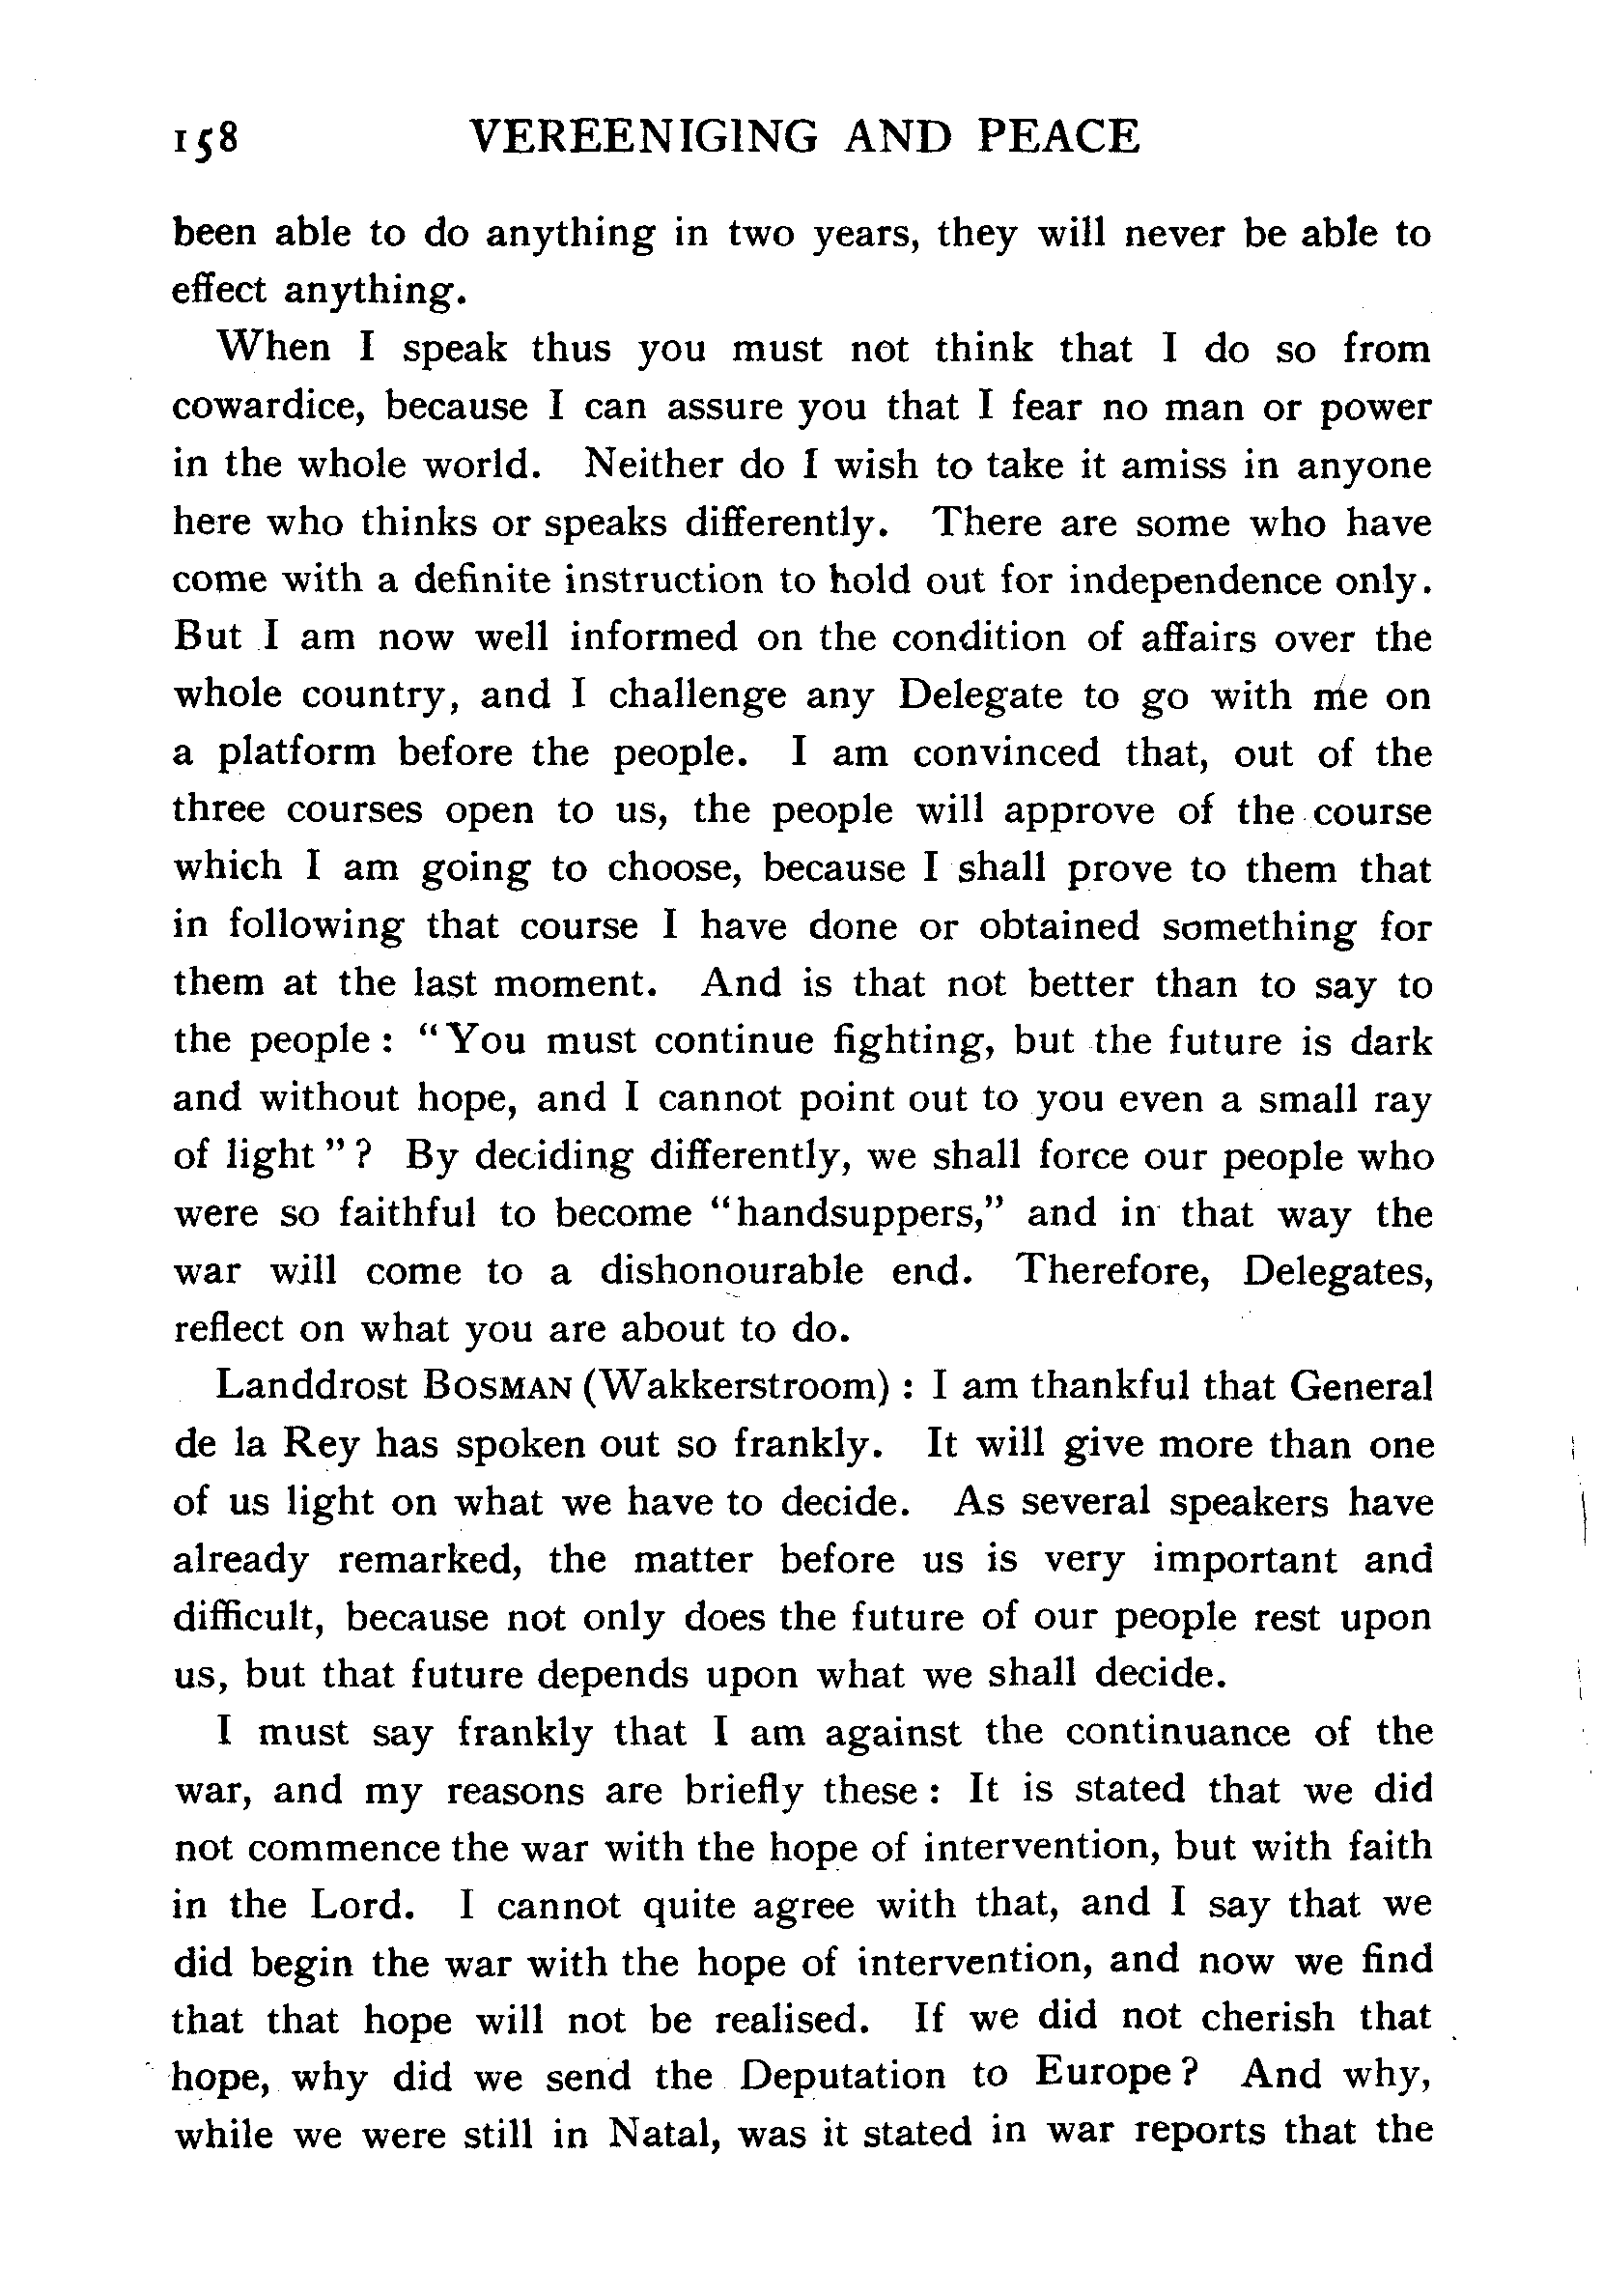 158 VEREENIGING AND PEACE
been able to do anything in two years, they will never be able to
effect anything.
When I speak thus you must not think that I do so from
cowardice, because I can assure you that I fear no man or power
in the whole world. Neither do I wish to take it amiss in anyone
here who thinks or speaks differently. There are some who have
come with a definite instruction to hold out for independence only.
But I am now well informed on the condition of affairs over the
whole country, and I challenge any Delegate to go with me on
a platform before the people. I am convinced that, out of the
three courses open to us, the people will approve of the course
which I am going to choose, because I shall prove to them that
in following that course I have done or obtained something for
them at the last moment. And is that not better than to say to
the people : “You must continue fighting, but the future is dark
and without hope, and I cannot point out to you even a small ray
of light ” ? By deciding differently, we shall force our people who
were so faithful to become “handsuppers,” and in that way the
war will come to a dishonourable end. Therefore, Delegates,
reflect on what you are about to do.
Landdrost BOSMAN (Wakkerstroom) : I am thankful that General
de la Rey has spoken out so frankly. It will give more than one
of us light on what we have to decide. As several speakers have
already remarked, the matter before us is very important and
difficult, because not only does the future of our people rest upon
us, but that future depends upon what we shall decide.
I must say frankly that I am against the continuance of the
war, and my reasons are briefly these : It is stated that we did
not commence the war with the hope of intervention, but with faith
in the Lord. I cannot quite agree with that, and I say that we
did begin the war with the hope of intervention, and now we find
that that hope will not be realised. If we did not cherish that
hope, why did we send the Deputation to Europe ? And why,
while we were still in Natal, was it stated in war reports that the